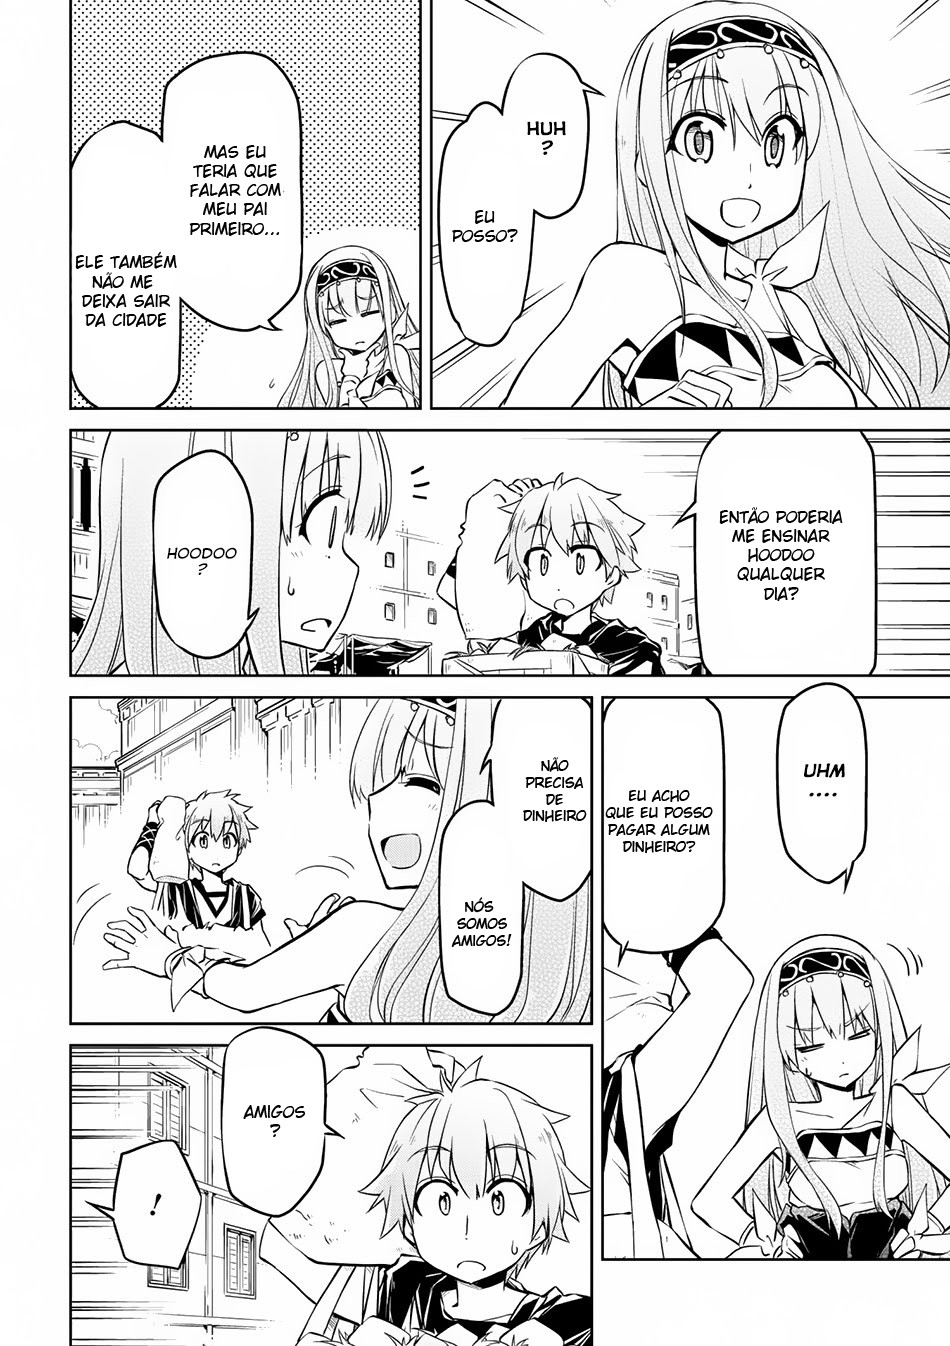 HUH
?
EU
POSSO?
MAS EU
TERIA QUE
FALAR COM
MEU PAI
PRIMEIRO...
ELE TAMBÉM
NÃO ME
DEIXA SAIR
DA CIDADE
ENTÃO PODERIA
ME ENSINAR
HOODOO
QUALQUER
DIA?
HOODOO
?
UHM
....
EU ACHO
QUE EU POSSO
PAGAR ALGUM
DINHEIRO?
NÃO
PRECISA
DE
DINHEIRO
NÓS
SOMOS
AMIGOS!
AMIGOS
?
!